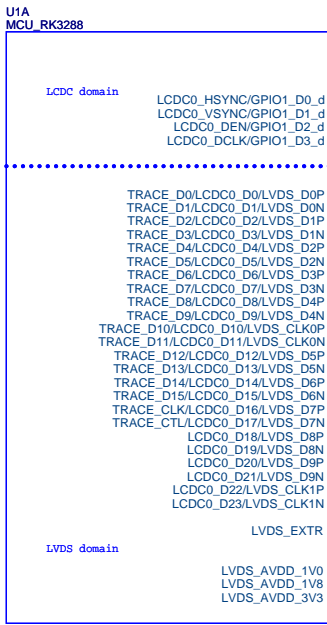 U1A
MCU_RK3288
LCDC domain
LCDC0_HSYNC/GPIO1_D0_d
LCDC0_VSYNC/GPIO1_D1_d
LCDC0_DEN/GPIO1_D2_d
LCDC0_DCLK/GPIO1_D3_d
TRACE_D0/LCDC0_D0/LVDS_D0P
TRACE_D1/LCDC0_D1/LVDS_D0N
TRACE_D2/LCDC0_D2/LVDS_D1P
TRACE_D3/LCDC0_D3/LVDS_D1N
TRACE_D4/LCDC0_D4/LVDS_D2P
TRACE_D5/LCDC0_D5/LVDS_D2N
TRACE_D6/LCDC0_D6/LVDS_D3P
TRACE_D7/LCDC0_D7/LVDS_D3N
TRACE_D8/LCDC0_D8/LVDS_D4P
TRACE_D9/LCDC0_D9/LVDS_D4N
TRACE_D10/LCDC0_D10/LVDS_CLK0P
TRACE_D11/LCDC0_D11/LVDS_CLK0N
TRACE_D12/LCDC0_D12/LVDS_D5P
TRACE_D13/LCDC0_D13/LVDS_D5N
TRACE_D14/LCDC0_D14/LVDS_D6P
TRACE_D15/LCDC0_D15/LVDS_D6N
TRACE_CLK/LCDC0_D16/LVDS_D7P
TRACE_CTL/LCDC0_D17/LVDS_D7N
LCDC0_D18/LVDS_D8P
LCDC0_D19/LVDS_D8N
LCDC0_D20/LVDS_D9P
LCDC0_D21/LVDS_D9N
LCDC0_D22/LVDS_CLK1P
LCDC0_D23/LVDS_CLK1N
LVDS_EXTR
LVDS domain
LVDS_AVDD_1V0
LVDS_AVDD_1V8
LVDS_AVDD_3V3